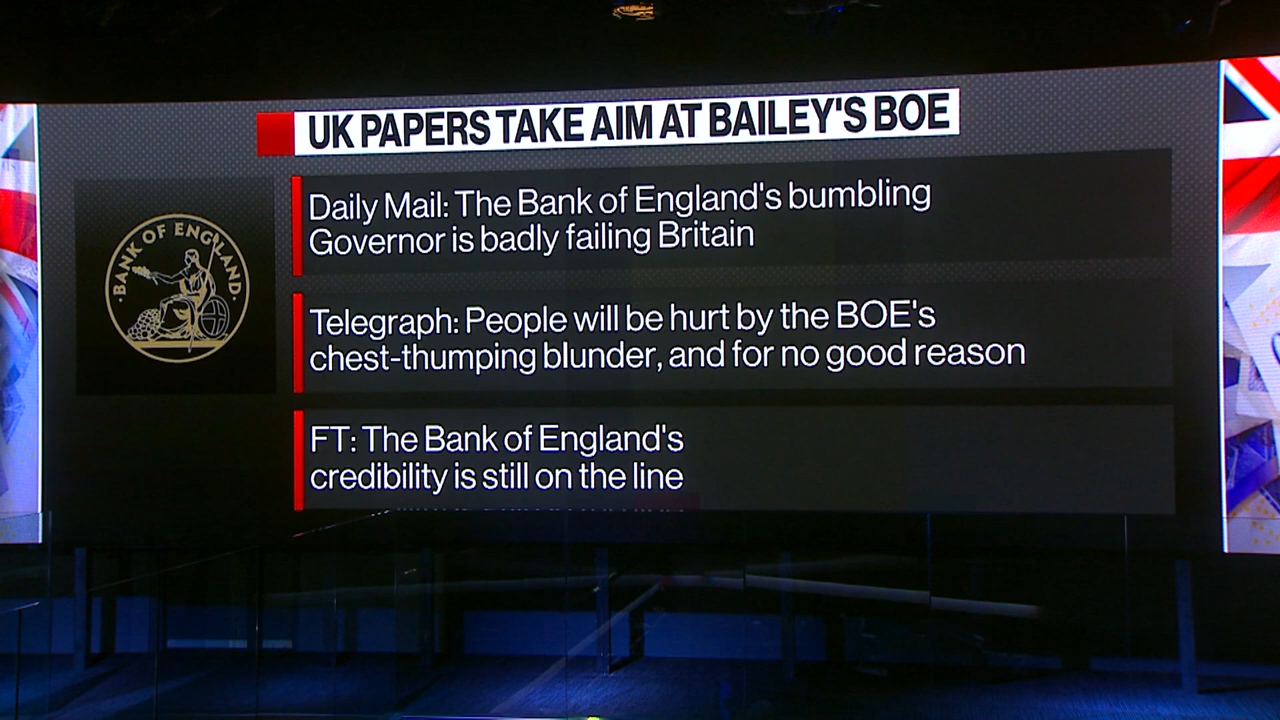 UK PAPERS TAKE AIM AT BAILEY'S BOE
BANK OF ENGLAND
Daily Mail: The Bank of England's bumbling
Governor is badly failing Britain
Telegraph: People will be hurt by the BOE's
chest-thumping blunder, and for no good reason
FT: The Bank of England's
credibility is still on the line